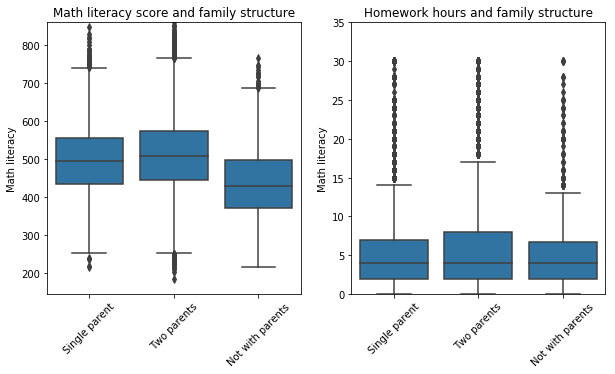 Math literacy score and family structure
Math literacy
800
700
600
500
400
300
200
Single parent
Two parents
Not with parents
Homework hours and family structure
Math literacy
35
30
25
20
15
10
5
0
Single parent
Two parents
Not with parents